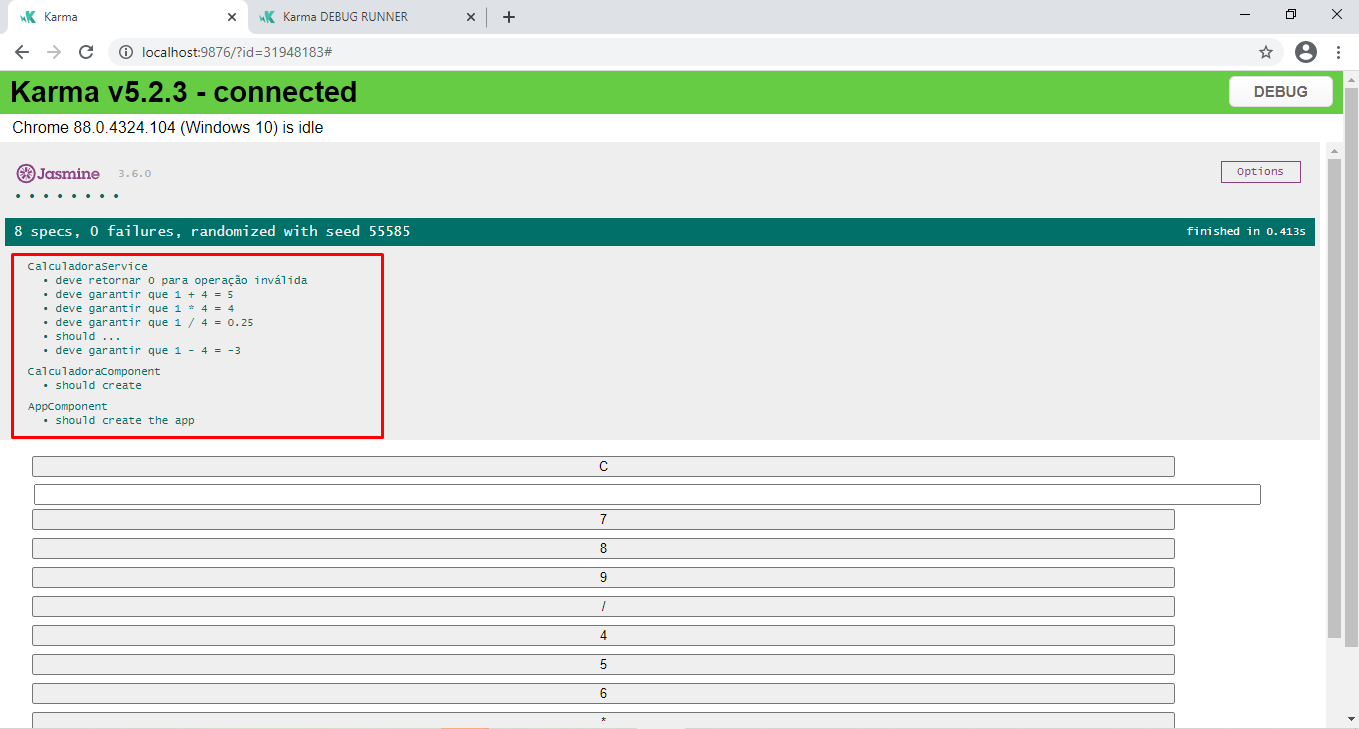 Karma
Karma DEBUG RUNNER
localhost:9876/?id=31948183#
Karma v5.2.3 - connected
DEBUG
Chrome 88.0.4324.104 (Windows 10) is idle
Jasmine 3.6.0
Options
8 specs, 0 failures, randomized with seed 55585
finished in 0.413s
CalculadoraService
• deve retornar 0 para operação inválida
• deve garantir que 1 + 4 = 5
• deve garantir que 1 * 4 = 4
• deve garantir que 1 / 4 = 0.25
• should ...
• deve garantir que 1 - 4 = -3
CalculadoraComponent
• should create
AppComponent
• should create the app
C
7
8
9
/
4
5
6
*